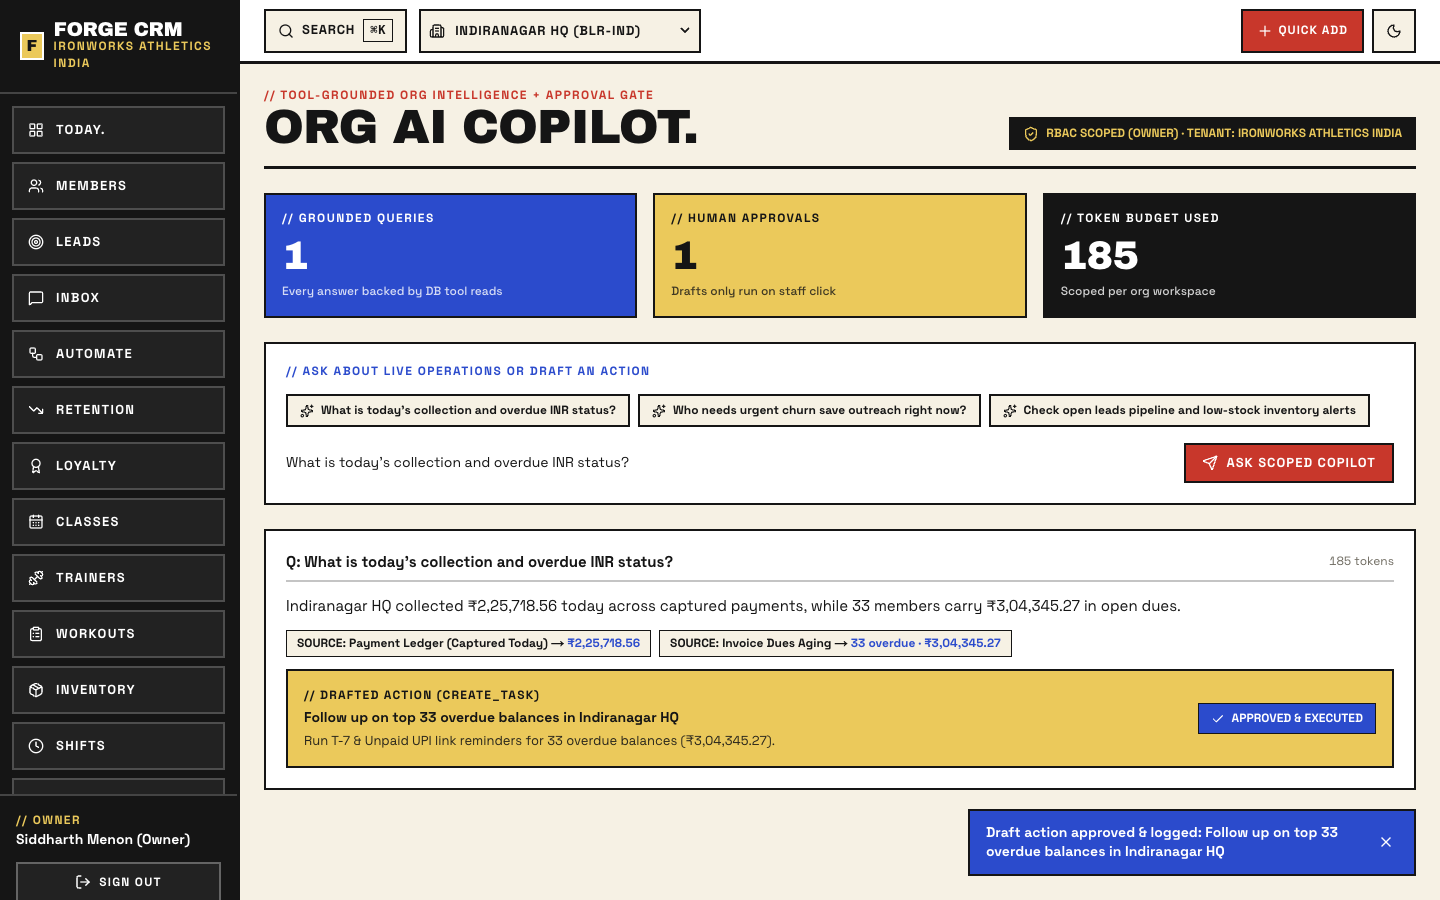 F
FORGE CRM
IRONWORKS ATHLETICS
INDIA
TODAY.
MEMBERS
LEADS
INBOX
AUTOMATE
RETENTION
LOYALTY
CLASSES
TRAINERS
WORKOUTS
INVENTORY
SHIFTS
// OWNER
Siddharth Menon (Owner)
SIGN OUT
SEARCH ⌘K
INDIRANAGAR HQ (BLR-IND)
QUICK ADD
// TOOL-GROUNDED ORG INTELLIGENCE + APPROVAL GATE
ORG AI COPILOT.
RBAC SCOPED (OWNER) · TENANT: IRONWORKS ATHLETICS INDIA
// GROUNDED QUERIES
1
Every answer backed by DB tool reads
// HUMAN APPROVALS
1
Drafts only run on staff click
// TOKEN BUDGET USED
185
Scoped per org workspace
// ASK ABOUT LIVE OPERATIONS OR DRAFT AN ACTION
What is today's collection and overdue INR status?
Who needs urgent churn save outreach right now?
Check open leads pipeline and low-stock inventory alerts
What is today's collection and overdue INR status?
ASK SCOPED COPILOT
Q: What is today's collection and overdue INR status?
185 tokens
Indiranagar HQ collected ₹2,25,718.56 today across captured payments, while 33 members carry ₹3,04,345.27 in open dues.
SOURCE: Payment Ledger (Captured Today) → ₹2,25,718.56
SOURCE: Invoice Dues Aging → 33 overdue · ₹3,04,345.27
// DRAFTED ACTION (CREATE_TASK)
Follow up on top 33 overdue balances in Indiranagar HQ
Run T-7 & Unpaid UPI link reminders for 33 overdue balances (₹3,04,345.27).
APPROVED & EXECUTED
Draft action approved & logged: Follow up on top 33
overdue balances in Indiranagar HQ